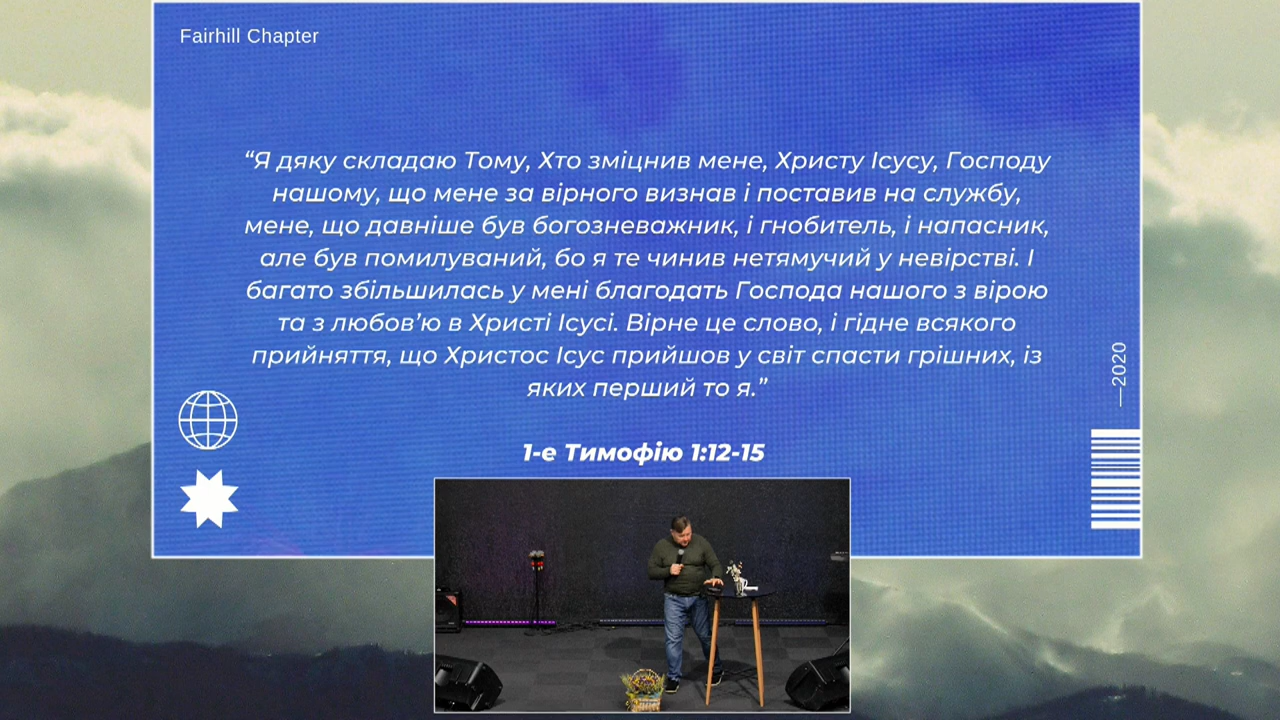 Fairhill Chapter
“Я дяку складаю Тому, Хто зміцнив мене, Христу Ісусу, Господу
нашому, що мене за вірного визнав і поставив на службу,
мене, що давніше був богозневажник, і гнобитель, і напасник,
але був помилуваний, бо я те чинив нетямучий у невірстві. І
багато збільшилась у мені благодать Господа нашого з вірою
та з любов’ю в Христі Ісусі. Вірне це слово, і гідне всякого
прийняття, що Христос Ісус прийшов у світ спасти грішних, із
яких перший то я.”
1-е Тимофію 1:12-15
—2020